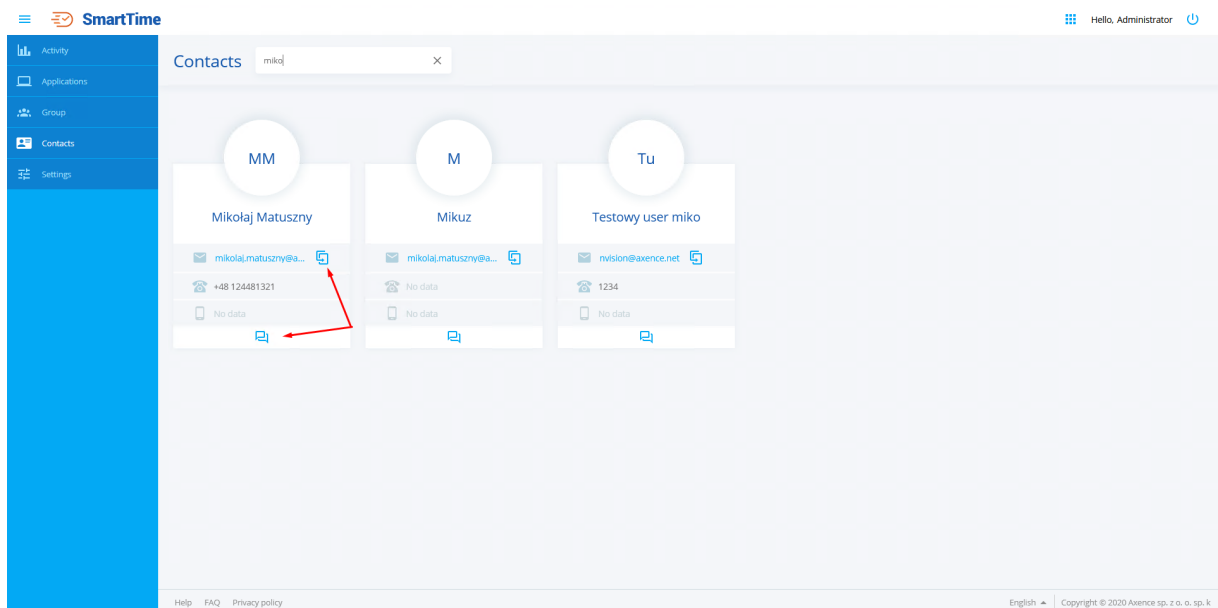 SmartTime
Hello, Administrator
Activity
Applications
Group
Contacts
Settings
Contacts
miko
MM
Mikołaj Matuszny
mikolaj.matuszny@a...
+48 124481321
No data
M
Mikuz
mikolaj.matuszny@a...
No data
No data
Tu
Testowy user miko
nvision@axence.net
1234
No data
Help FAQ Privacy policy
English Copyright © 2020 Axence sp. z o. o. sp. k